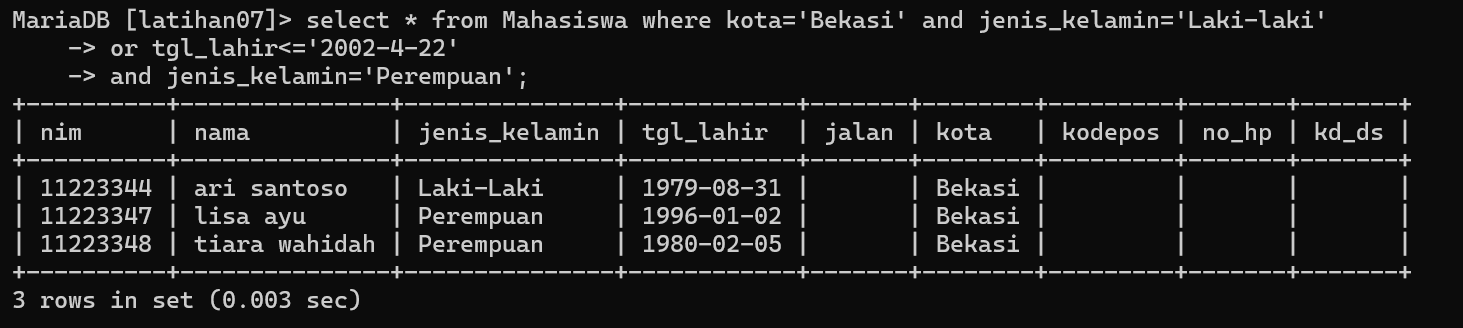 MariaDB [latihan07]> select * from Mahasiswa where kota='Bekasi' and jenis_kelamin='Laki-laki'
    -> or tgl_lahir<='2002-4-22'
    -> and jenis_kelamin='Perempuan';
+----------+---------------+---------------+------------+-------+--------+---------+-------+-------+
| nim      | nama          | jenis_kelamin | tgl_lahir  | jalan | kota   | kodepos | no_hp | kd_ds |
+----------+---------------+---------------+------------+-------+--------+---------+-------+-------+
| 11223344 | ari santoso   | Laki-Laki     | 1979-08-31 |       | Bekasi |         |       |       |
| 11223347 | lisa ayu      | Perempuan     | 1996-01-02 |       | Bekasi |         |       |       |
| 11223348 | tiara wahidah | Perempuan     | 1980-02-05 |       | Bekasi |         |       |       |
+----------+---------------+---------------+------------+-------+--------+---------+-------+-------+
3 rows in set (0.003 sec)